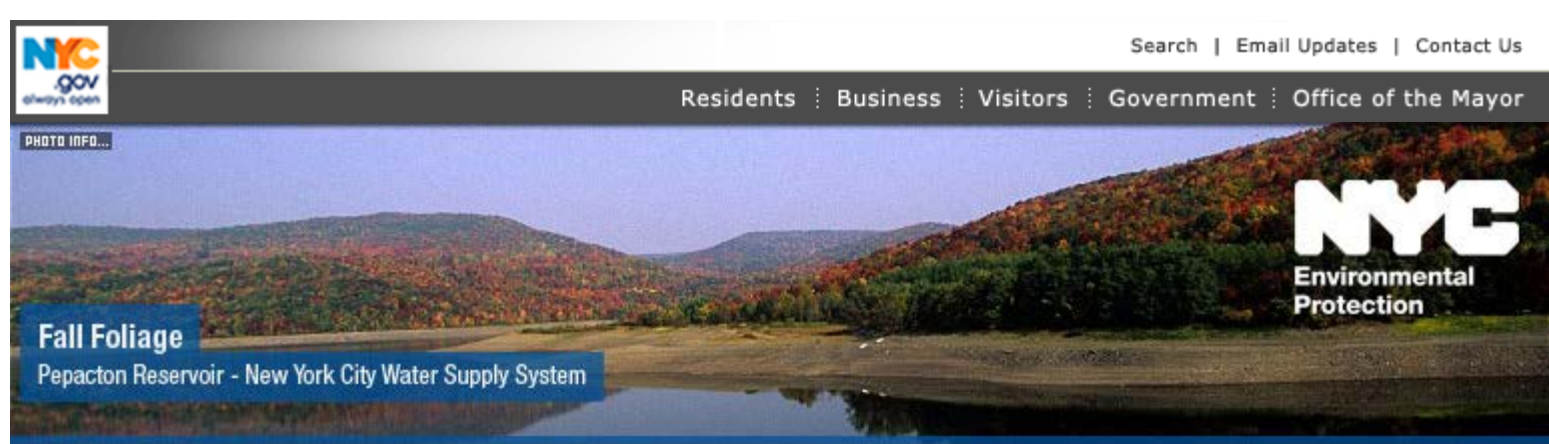 NYC
.gov
always open
Search | Email Updates | Contact Us
Residents Business Visitors Government Office of the Mayor
PHOTO INFO...
NYC
Environmental
Protection
Fall Foliage
Pepacton Reservoir - New York City Water Supply System